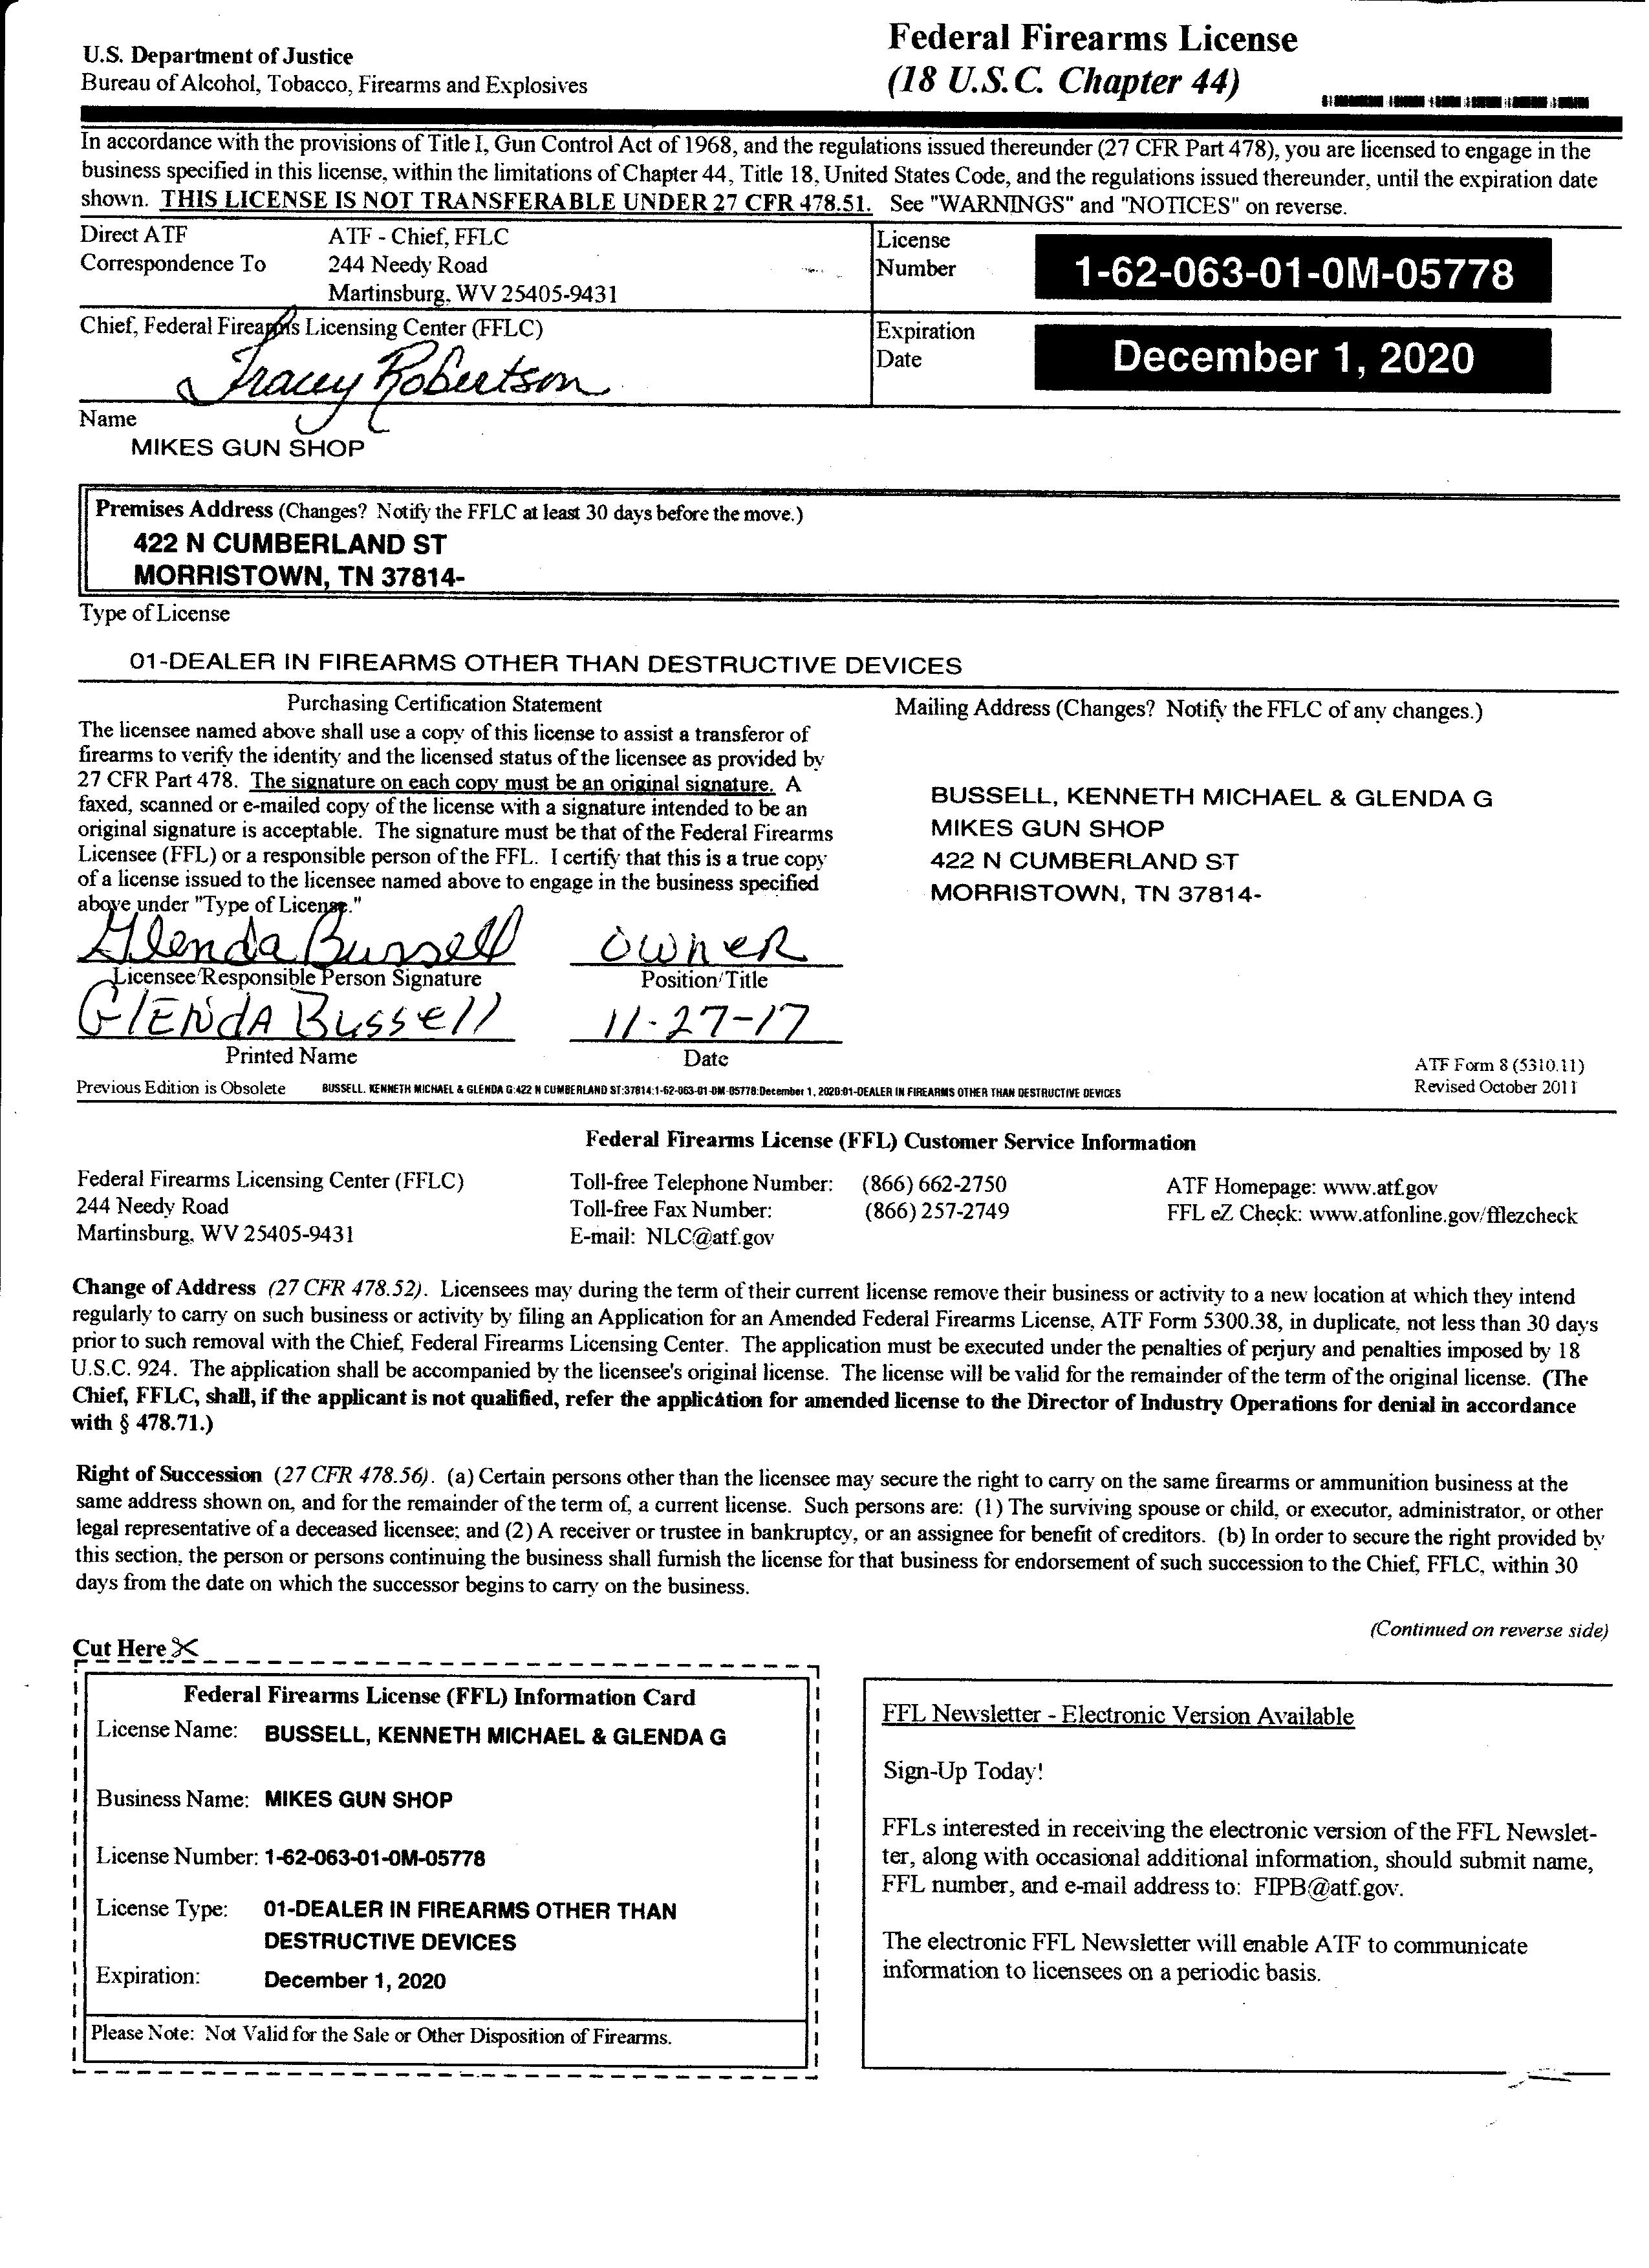 U.S. Department of Justice
Bureau of Alcohol, Tobacco, Firearms and Explosives
Federal Firearms License
(18 U.S.C. Chapter 44)
In accordance with the provisions of Title I, Gun Control Act of 1968, and the regulations issued thereunder (27 CFR Part 478), you are licensed to engage in the
business specified in this license, within the limitations of Chapter 44, Title 18, United States Code, and the regulations issued thereunder, until the expiration date
shown. THIS LICENSE IS NOT TRANSFERABLE UNDER 27 CFR 478.51. See "WARNINGS" and "NOTICES" on reverse.
Direct ATF
Correspondence To
ATF - Chief, FFLC
244 Needy Road
Martinsburg, WV 25405-9431
License
Number
1-62-063-01-0M-05778
Chief, Federal Firearms Licensing Center (FFLC)
Tracey Robertson
Expiration
Date
December 1, 2020
Name
MIKES GUN SHOP
Premises Address (Changes? Notify the FFLC at least 30 days before the move.)
422 N CUMBERLAND ST
MORRISTOWN, TN 37814-
Type of License
01-DEALER IN FIREARMS OTHER THAN DESTRUCTIVE DEVICES
Purchasing Certification Statement
The licensee named above shall use a copy of this license to assist a transferor of
firearms to verify the identity and the licensed status of the licensee as provided by
27 CFR Part 478. The signature on each copy must be an original signature. A
faxed, scanned or e-mailed copy of the license with a signature intended to be an
original signature is acceptable. The signature must be that of the Federal Firearms
Licensee (FFL) or a responsible person of the FFL. I certify that this is a true copy
of a license issued to the licensee named above to engage in the business specified
above under "Type of License."
Mailing Address (Changes? Notify the FFLC of any changes.)
BUSSELL, KENNETH MICHAEL & GLENDA G
MIKES GUN SHOP
422 N CUMBERLAND ST
MORRISTOWN, TN 37814-
Glenda Bussell
owneR
Licensee/Responsible Person Signature
Position/Title
GlENdA Bussell
11-27-17
Printed Name
Date
ATF Form 8 (5310.11)
Revised October 2011
Previous Edition is Obsolete
BUSSELL, KENNETH MICHAEL & GLENDA G:422 N CUMBERLAND ST:37814:1-62-063-01-0M-05778:December 1, 2020:01-DEALER IN FIREARMS OTHER THAN DESTRUCTIVE DEVICES
Federal Firearms License (FFL) Customer Service Information
Federal Firearms Licensing Center (FFLC)
244 Needy Road
Martinsburg, WV 25405-9431
Toll-free Telephone Number: (866) 662-2750
Toll-free Fax Number: (866) 257-2749
E-mail: NLC@atf.gov
ATF Homepage: www.atf.gov
FFL eZ Check: www.atfonline.gov/fflezcheck
Change of Address (27 CFR 478.52). Licensees may during the term of their current license remove their business or activity to a new location at which they intend
regularly to carry on such business or activity by filing an Application for an Amended Federal Firearms License, ATF Form 5300.38, in duplicate, not less than 30 days
prior to such removal with the Chief, Federal Firearms Licensing Center. The application must be executed under the penalties of perjury and penalties imposed by 18
U.S.C. 924. The application shall be accompanied by the licensee's original license. The license will be valid for the remainder of the term of the original license. (The
Chief, FFLC, shall, if the applicant is not qualified, refer the application for amended license to the Director of Industry Operations for denial in accordance
with § 478.71.)
Right of Succession (27 CFR 478.56). (a) Certain persons other than the licensee may secure the right to carry on the same firearms or ammunition business at the
same address shown on, and for the remainder of the term of, a current license. Such persons are: (1) The surviving spouse or child, or executor, administrator, or other
legal representative of a deceased licensee; and (2) A receiver or trustee in bankruptcy, or an assignee for benefit of creditors. (b) In order to secure the right provided by
this section, the person or persons continuing the business shall furnish the license for that business for endorsement of such succession to the Chief, FFLC, within 30
days from the date on which the successor begins to carry on the business.
(Continued on reverse side)
Cut Here
Federal Firearms License (FFL) Information Card
License Name: BUSSELL, KENNETH MICHAEL & GLENDA G
Business Name: MIKES GUN SHOP
License Number: 1-62-063-01-0M-05778
License Type: 01-DEALER IN FIREARMS OTHER THAN
DESTRUCTIVE DEVICES
Expiration: December 1, 2020
Please Note: Not Valid for the Sale or Other Disposition of Firearms.
FFL Newsletter - Electronic Version Available
Sign-Up Today!
FFLs interested in receiving the electronic version of the FFL Newslet-
ter, along with occasional additional information, should submit name,
FFL number, and e-mail address to: FIPB@atf.gov.
The electronic FFL Newsletter will enable ATF to communicate
information to licensees on a periodic basis.